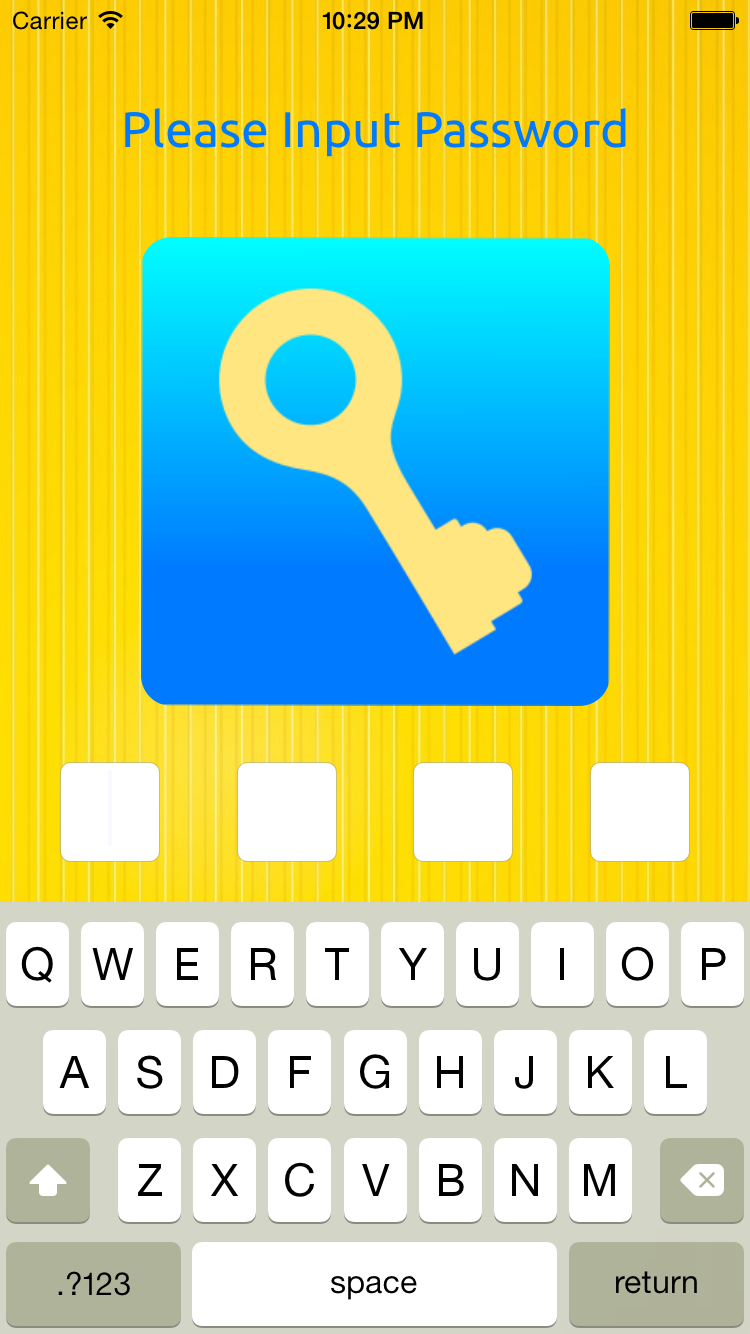 Carrier 10:29 PM
Please Input Password
Q W E R T Y U I O P
A S D F G H J K L
Z X C V B N M
.?123 space return